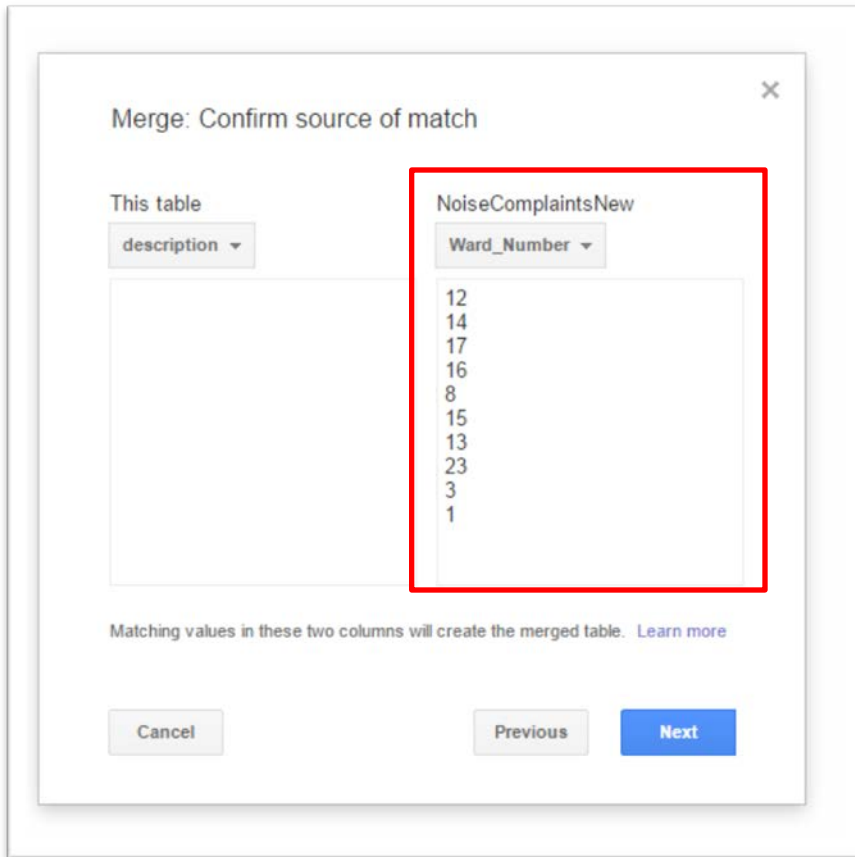 ×
Merge: Confirm source of match
This table
description
NoiseComplaintsNew
Ward_Number
12
14
17
16
8
15
13
23
3
1
Matching values in these two columns will create the merged table. Learn more
Cancel
Previous
Next